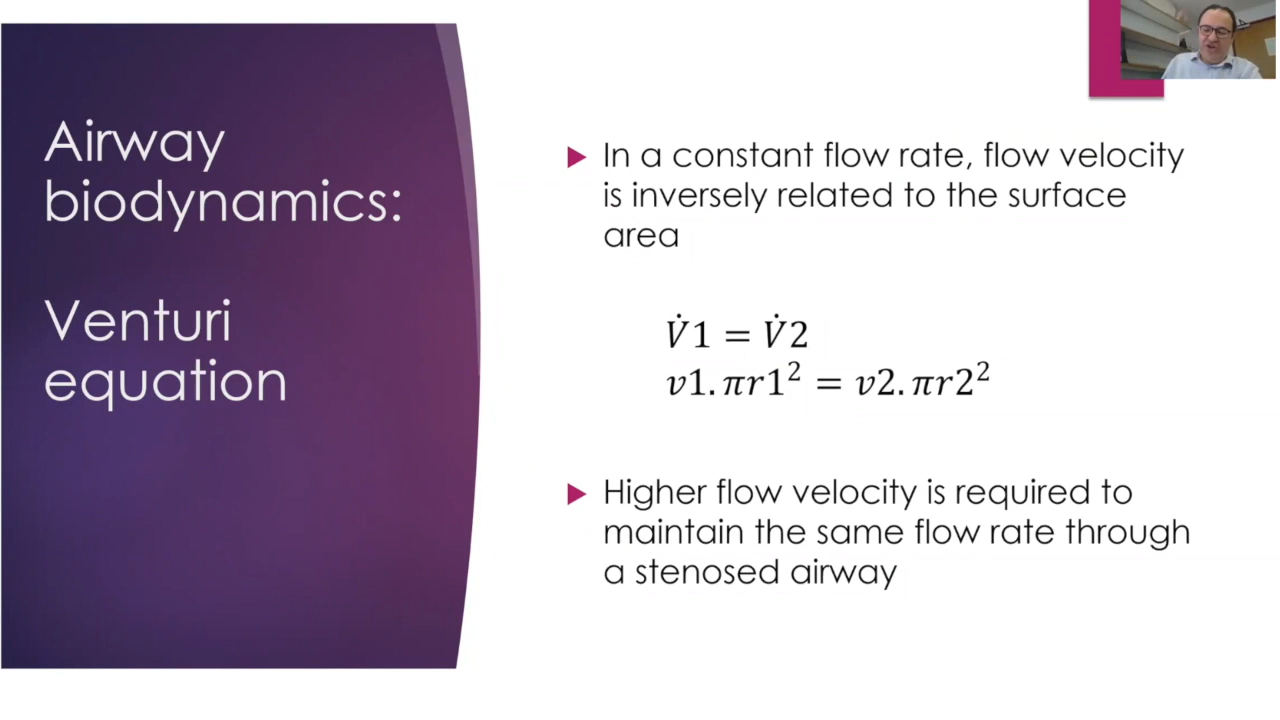 Airway
biodynamics:
Venturi
equation
▶ In a constant flow rate, flow velocity
is inversely related to the surface
area
V̇1 = V̇2
v1. πr1² = v2. πr2²
▶ Higher flow velocity is required to
maintain the same flow rate through
a stenosed airway